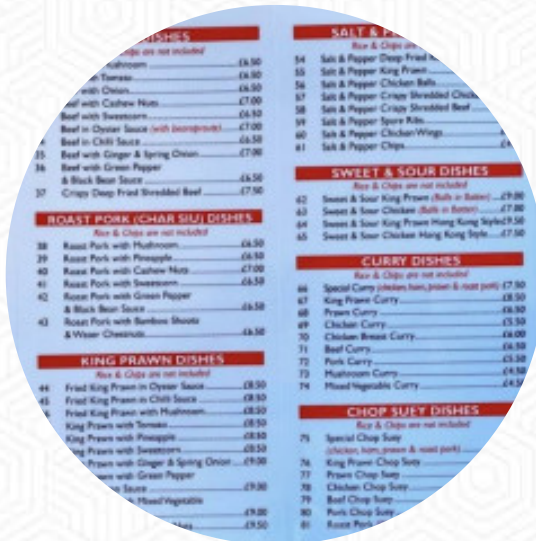 DISHES
Chips are not included
Mushroom £6.50
Tomato £6.50
with Onion £6.50
Beef with Cashew Nuts £7.00
Beef with Sweetcorn £6.50
Beef in Oyster Sauce (with beansprouts) £7.00
Beef in Chilli Sauce £6.50
35 Beef with Ginger & Spring Onion £7.00
36 Beef with Green Pepper
& Black Bean Sauce £6.50
37 Crispy Deep Fried Shredded Beef £7.50
ROAST PORK (CHAR SIU) DISHES
Rice & Chips are not included
38 Roast Pork with Mushroom £6.50
39 Roast Pork with Pineapple £6.50
40 Roast Pork with Cashew Nuts £7.00
41 Roast Pork with Sweetcorn £6.50
42 Roast Pork with Green Pepper
& Black Bean Sauce £6.50
43 Roast Pork with Bamboo Shoots
& Water Chestnuts £6.50
KING PRAWN DISHES
Rice & Chips are not included
44 Fried King Prawn in Oyster Sauce £8.50
45 Fried King Prawn in Chilli Sauce £8.50
Fried King Prawn with Mushroom £8.50
King Prawn with Tomato £8.50
King Prawn with Pineapple £8.50
King Prawn with Sweetcorn £8.50
Prawn with Ginger & Spring Onion £9.00
Prawn with Green Pepper
Sauce £9.00
Mixed Vegetable
£9.00
£9.50
SALT &
Rice & Chips are
54 Salt & Pepper Deep Fried
55 Salt & Pepper King Prawn
56 Salt & Pepper Chicken Balls
57 Salt & Pepper Crispy Shredded Chicken
58 Salt & Pepper Crispy Shredded Beef
59 Salt & Pepper Spare Ribs
60 Salt & Pepper Chicken Wings
61 Salt & Pepper Chips
SWEET & SOUR DISHES
Rice & Chips are not included
62 Sweet & Sour King Prawn (Balls in Batter) £9.00
63 Sweet & Sour Chicken (Balls in Batter) £7.80
64 Sweet & Sour King Prawn Hong Kong Style £9.50
65 Sweet & Sour Chicken Hong Kong Style £7.50
CURRY DISHES
Rice & Chips are not included
66 Special Curry (chicken, ham, prawn & roast pork) £7.50
67 King Prawn Curry £8.50
68 Prawn Curry £6.50
69 Chicken Curry £5.50
70 Chicken Breast Curry £6.00
71 Beef Curry £6.50
72 Pork Curry £5.50
73 Mushroom Curry £4.50
74 Mixed Vegetable Curry £4.5
CHOP SUEY DISHES
Rice & Chips are not included
75 Special Chop Suey
(chicken, ham, prawn & roast pork)
76 King Prawn Chop Suey
77 Prawn Chop Suey
78 Chicken Chop Suey
79 Beef Chop Suey
80 Pork Chop Suey
81 Roast Pork